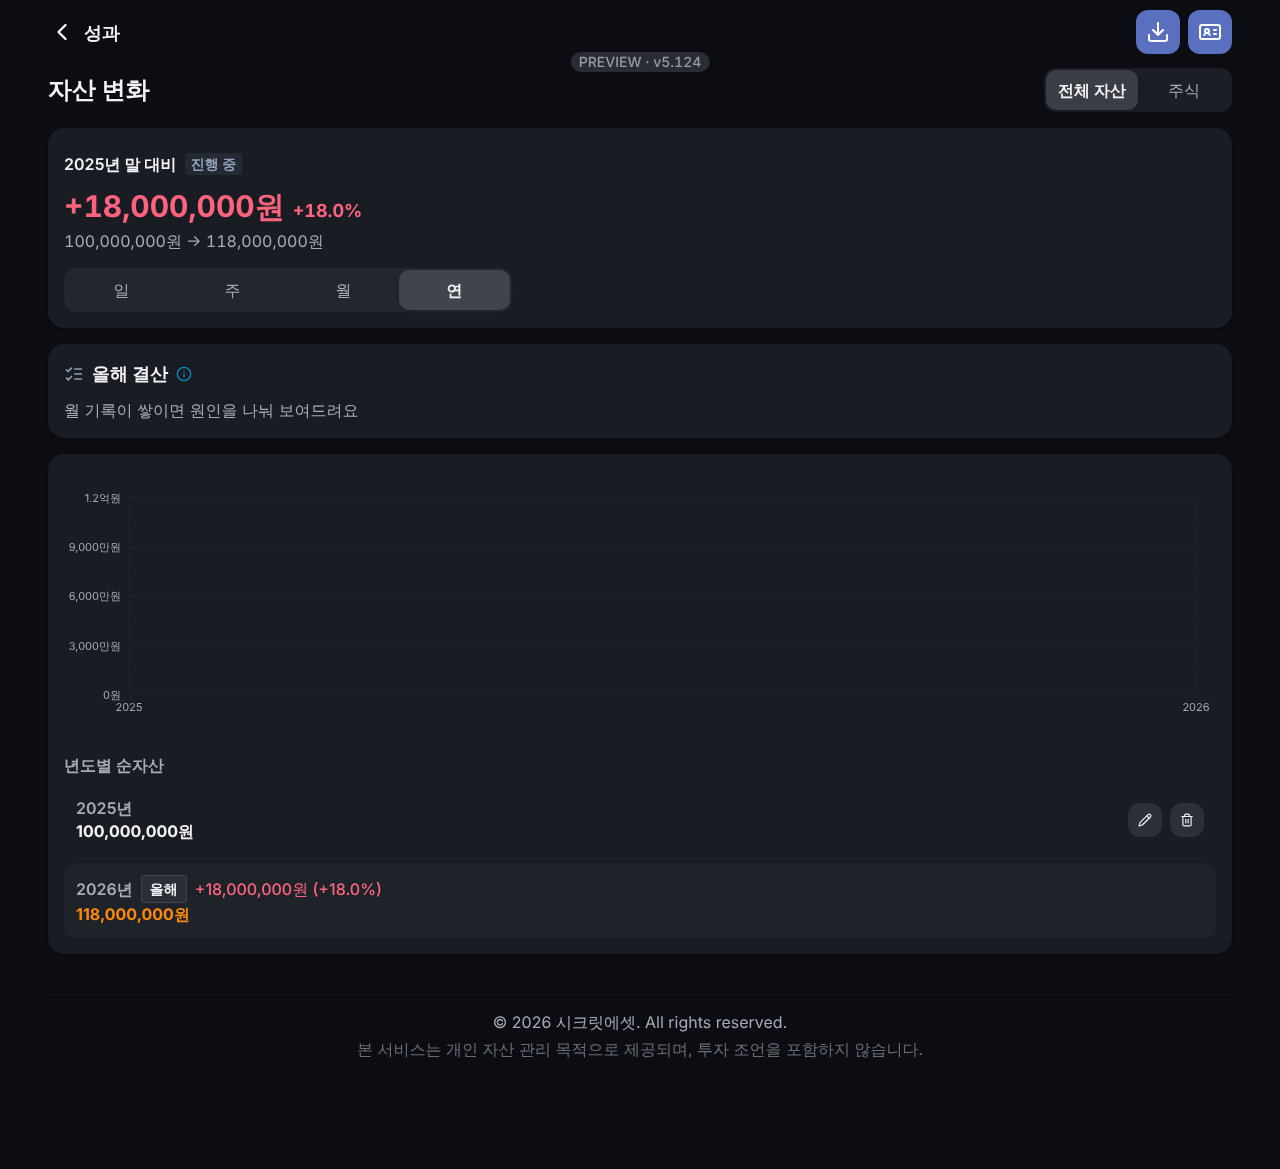 성과
PREVIEW · v5.124
자산 변화
전체 자산 주식
2025년 말 대비 진행 중
+18,000,000원 +18.0%
100,000,000원 → 118,000,000원
일 주 월 연
올해 결산
월 기록이 쌓이면 원인을 나눠 보여드려요
1.2억원
9,000만원
6,000만원
3,000만원
0원
2025 2026
년도별 순자산
2025년
100,000,000원
2026년 올해 +18,000,000원 (+18.0%)
118,000,000원
© 2026 시크릿에셋. All rights reserved.
본 서비스는 개인 자산 관리 목적으로 제공되며, 투자 조언을 포함하지 않습니다.